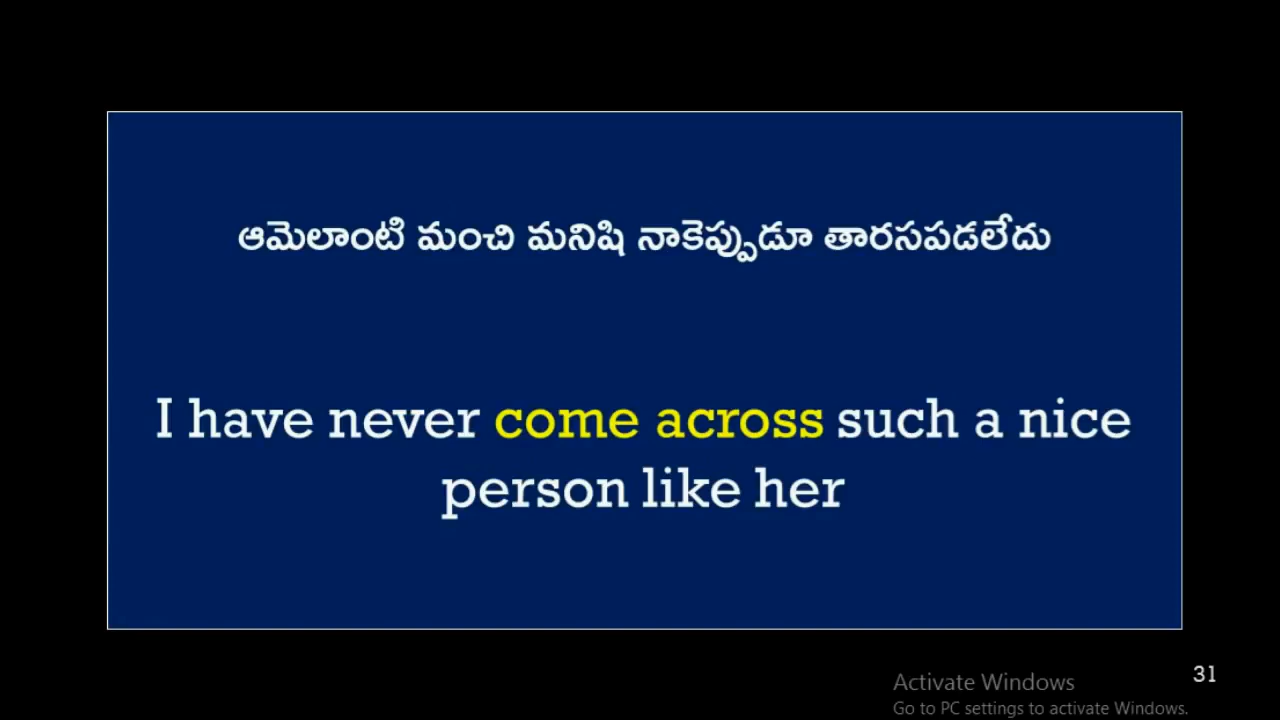 ఆమెలాంటి మంచి మనిషి నాకెప్పుడూ తారసపడలేదు
I have never come across such a nice
person like her
31
Activate Windows
Go to PC settings to activate Windows.